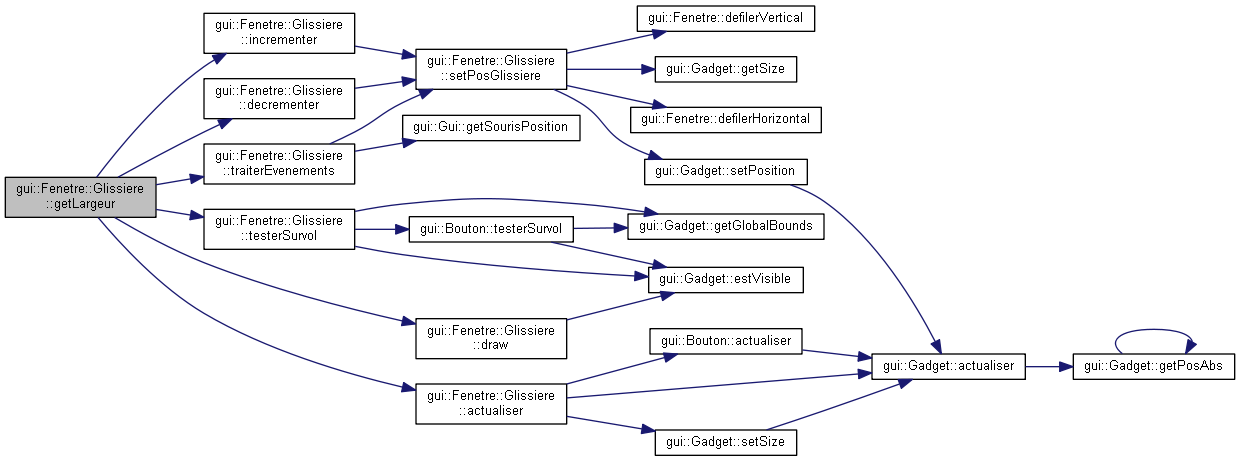 gui::Fenetre::Glissiere
::getLargeur
gui::Fenetre::Glissiere
::incrementer
gui::Fenetre::Glissiere
::decrementer
gui::Fenetre::Glissiere
::traiterEvenements
gui::Fenetre::Glissiere
::testerSurvol
gui::Fenetre::Glissiere
::setPosGlissiere
gui::Gui::getSourisPosition
gui::Bouton::testerSurvol
gui::Fenetre::Glissiere
::draw
gui::Fenetre::Glissiere
::actualiser
gui::Fenetre::defilerVertical
gui::Gadget::getSize
gui::Fenetre::defilerHorizontal
gui::Gadget::setPosition
gui::Gadget::getGlobalBounds
gui::Gadget::estVisible
gui::Bouton::actualiser
gui::Gadget::setSize
gui::Gadget::actualiser
gui::Gadget::getPosAbs